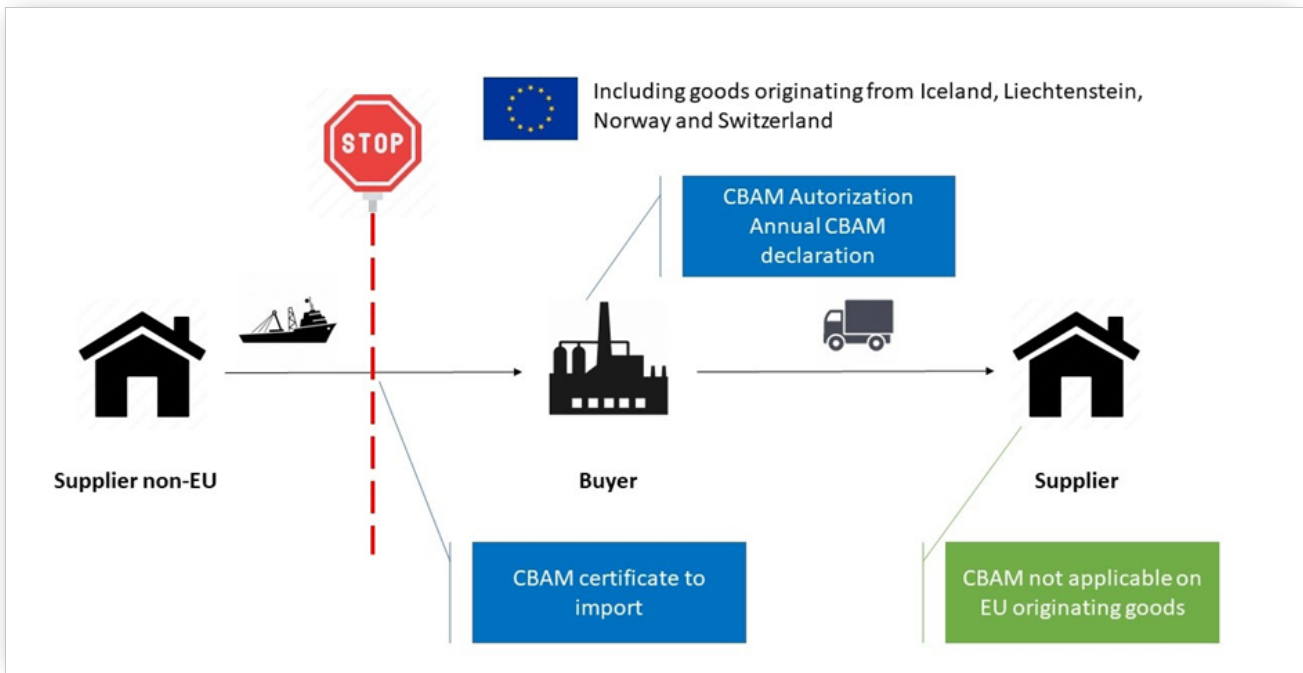 Including goods originating from Iceland, Liechtenstein,
Norway and Switzerland
STOP
CBAM Autorization
Annual CBAM
declaration
Supplier non-EU
Buyer
Supplier
CBAM certificate to
import
CBAM not applicable on
EU originating goods